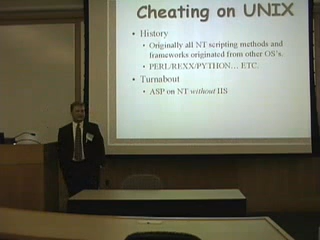 Cheating on UNIX
• History
• Originally all NT scripting methods and
frameworks originated from other OS's.
• PERL/REXX/PYTHON... ETC.
• Turnabout
• ASP on NT without IIS